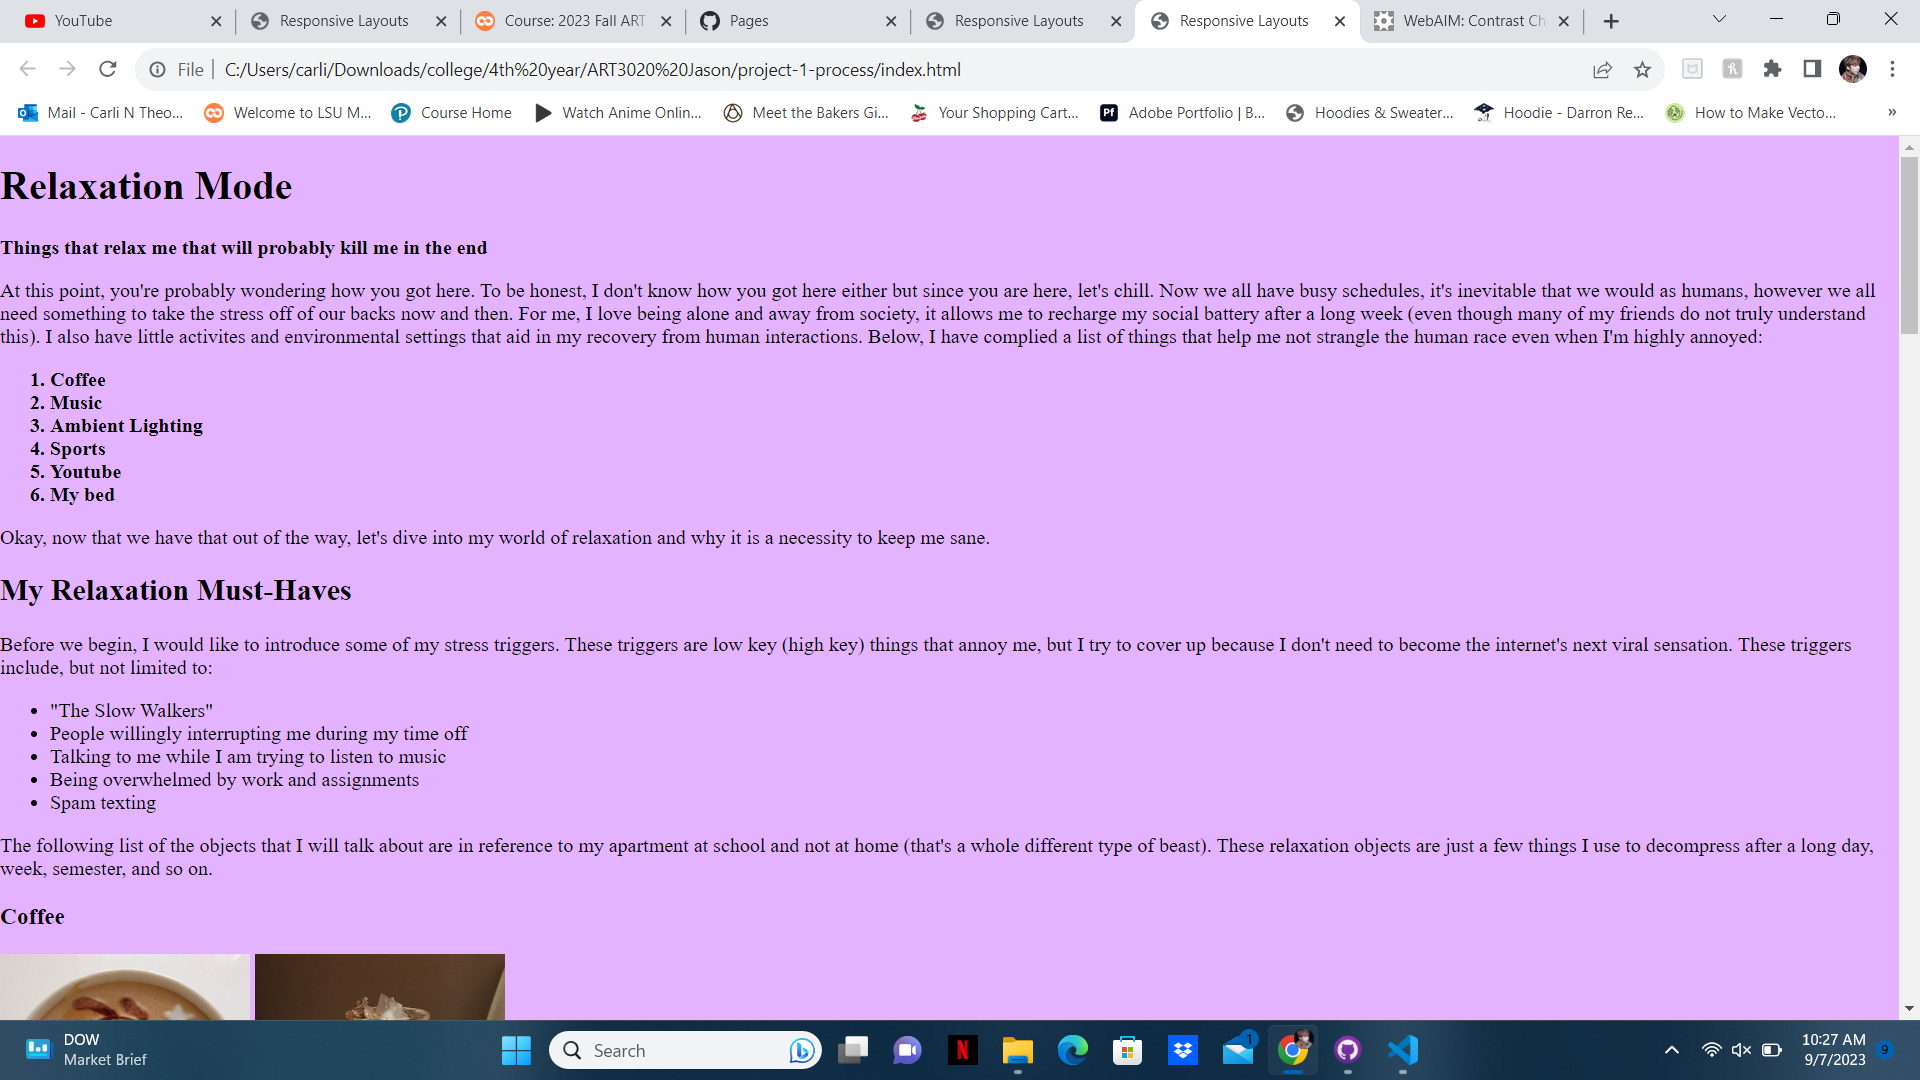 YouTube
Responsive Layouts
Course: 2023 Fall ART
Pages
Responsive Layouts
Responsive Layouts
WebAIM: Contrast Ch
File
C:/Users/carli/Downloads/college/4th%20year/ART3020%20Jason/project-1-process/index.html
Mail - Carli N Theo...
Welcome to LSU M...
Course Home
Watch Anime Onlin...
Meet the Bakers Gi...
Your Shopping Cart...
Pf
Adobe Portfolio | B...
Hoodies & Sweater...
Hoodie - Darron Re...
How to Make Vecto...
»
Relaxation Mode
Things that relax me that will probably kill me in the end
At this point, you're probably wondering how you got here. To be honest, I don't know how you got here either but since you are here, let's chill. Now we all have busy schedules, it's inevitable that we would as humans, however we all
need something to take the stress off of our backs now and then. For me, I love being alone and away from society, it allows me to recharge my social battery after a long week (even though many of my friends do not truly understand
this). I also have little activites and environmental settings that aid in my recovery from human interactions. Below, I have complied a list of things that help me not strangle the human race even when I'm highly annoyed:
1. Coffee
2. Music
3. Ambient Lighting
4. Sports
5. Youtube
6. My bed
Okay, now that we have that out of the way, let's dive into my world of relaxation and why it is a necessity to keep me sane.
My Relaxation Must-Haves
Before we begin, I would like to introduce some of my stress triggers. These triggers are low key (high key) things that annoy me, but I try to cover up because I don't need to become the internet's next viral sensation. These triggers
include, but not limited to:
• "The Slow Walkers"
• People willingly interrupting me during my time off
• Talking to me while I am trying to listen to music
• Being overwhelmed by work and assignments
• Spam texting
The following list of the objects that I will talk about are in reference to my apartment at school and not at home (that's a whole different type of beast). These relaxation objects are just a few things I use to decompress after a long day,
week, semester, and so on.
Coffee
DOW
Market Brief
Search
N
1
10:27 AM
9/7/2023
9